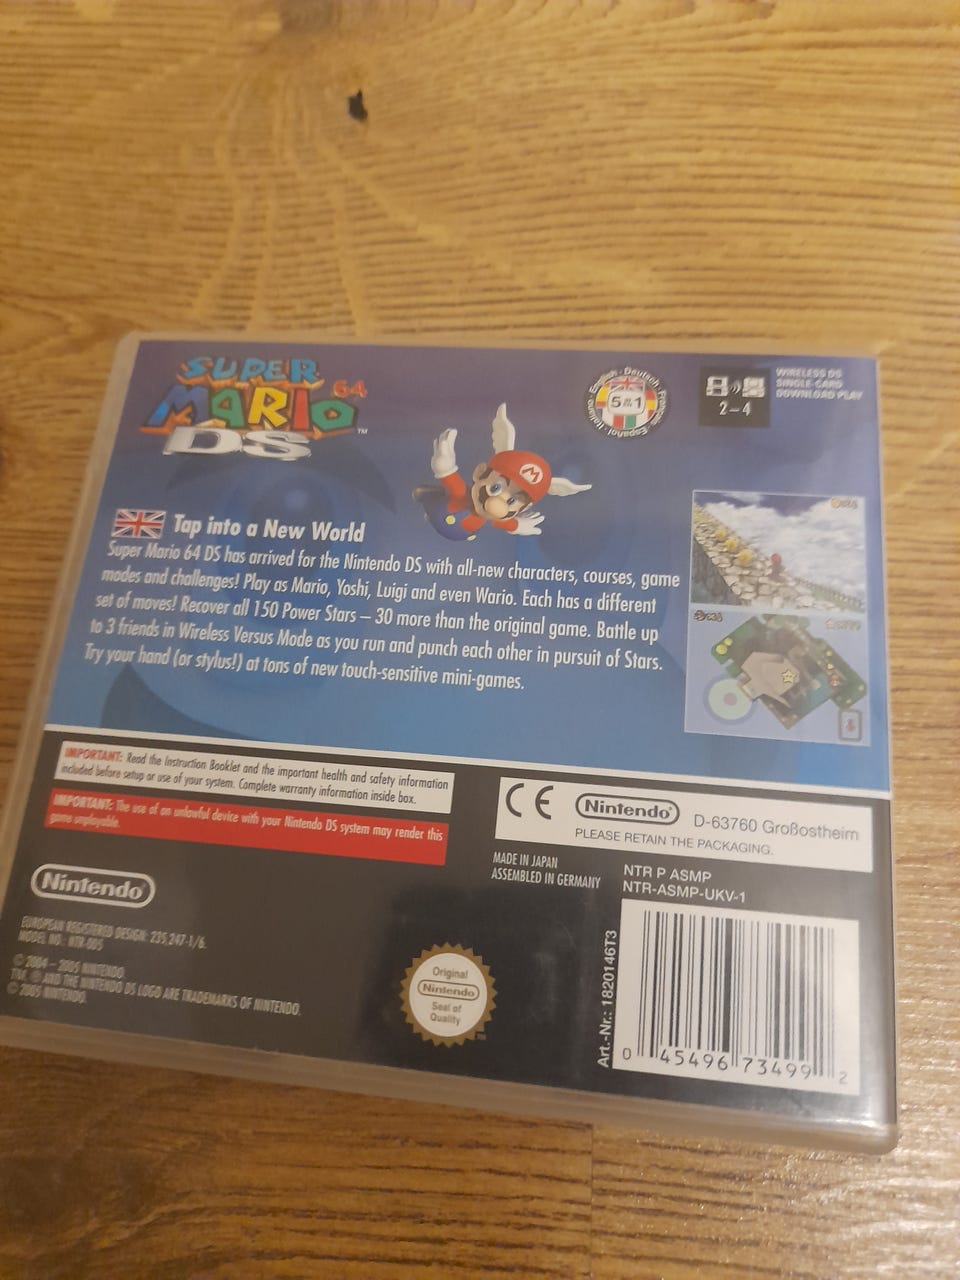 SUPER
MARIO 64™
DS
English · Deutsch · Français · Español · Italiano
5 IN 1
2–4
WIRELESS DS
SINGLE-CARD
DOWNLOAD PLAY
M
Tap into a New World
Super Mario 64 DS has arrived for the Nintendo DS with all-new characters, courses, game
modes and challenges! Play as Mario, Yoshi, Luigi and even Wario. Each has a different
set of moves! Recover all 150 Power Stars – 30 more than the original game. Battle up
to 3 friends in Wireless Versus Mode as you run and punch each other in pursuit of Stars.
Try your hand (or stylus!) at tons of new touch-sensitive mini-games.
IMPORTANT: Read the Instruction Booklet and the important health and safety information
included before setup or use of your system. Complete warranty information inside box.
IMPORTANT: The use of an unlawful device with your Nintendo DS system may render this
game unplayable.
CE Nintendo® D-63760 Großostheim
PLEASE RETAIN THE PACKAGING.
MADE IN JAPAN
ASSEMBLED IN GERMANY
NTR P ASMP
NTR-ASMP-UKV-1
Nintendo®
EUROPEAN REGISTERED DESIGN: 235,247-1/6.
MODEL NO.: NTR-005
© 2004 – 2005 NINTENDO.
TM, ® AND THE NINTENDO DS LOGO ARE TRADEMARKS OF NINTENDO.
© 2005 NINTENDO.
Original
Nintendo
Seal of
Quality
Art.-Nr.: 1820146T3
0 45496 73499 2